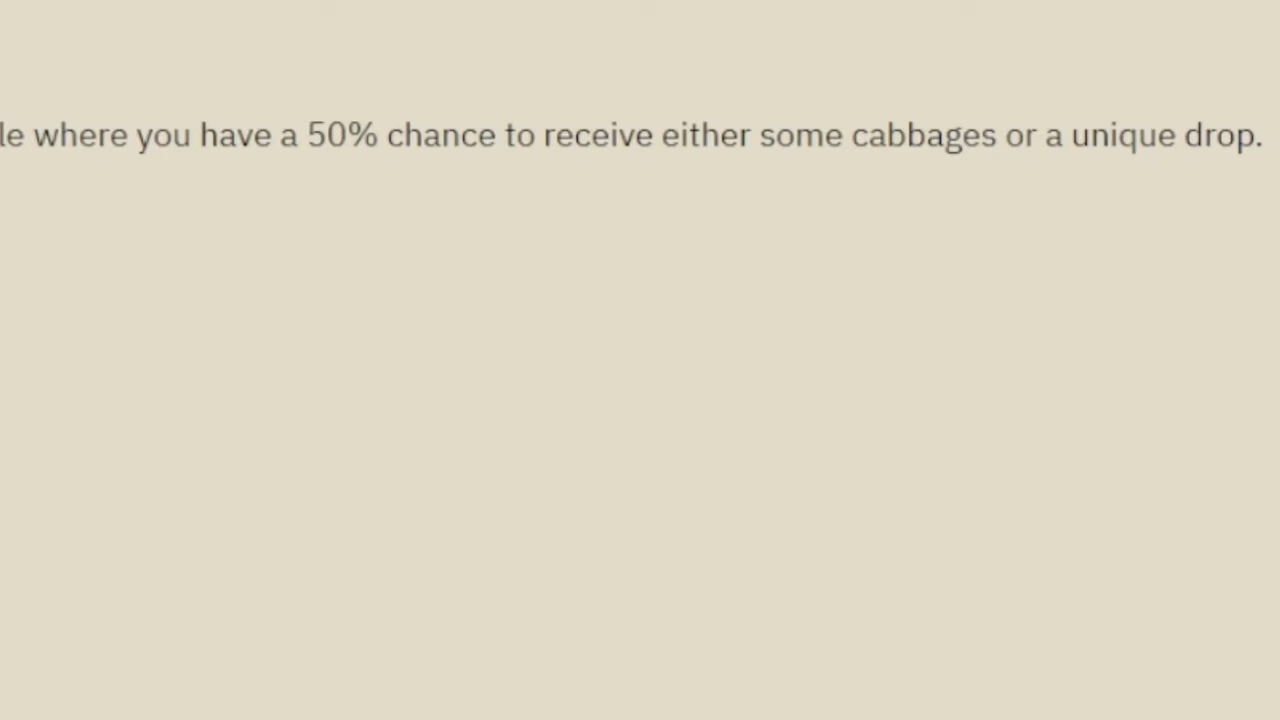 le where you have a 50% chance to receive either some cabbages or a unique drop.